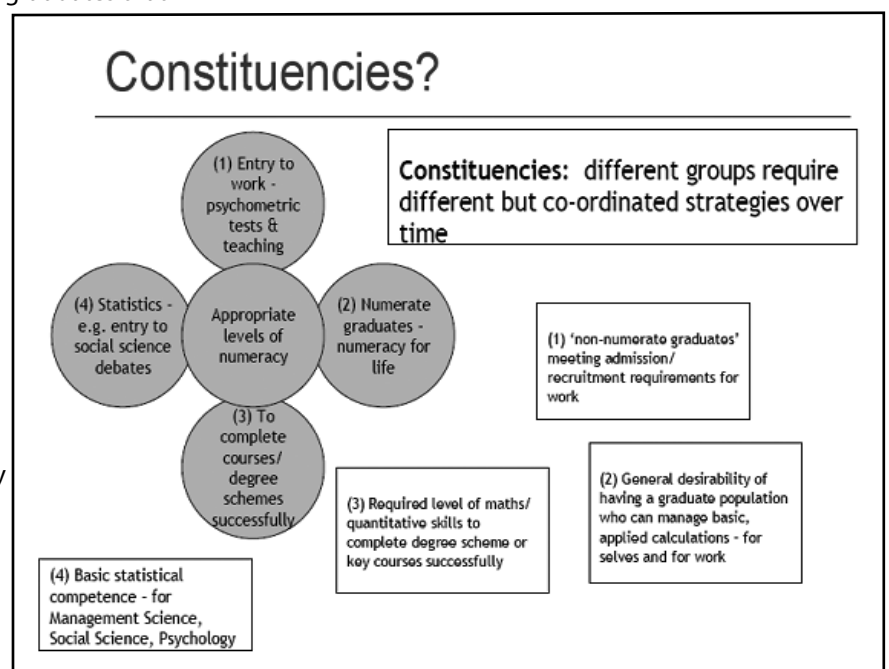 Constituencies?
Constituencies: different groups require
different but co-ordinated strategies over
time
(1) Entry to
work -
psychometric
tests &
teaching
(4) Statistics -
e.g. entry to
social science
debates
Appropriate
levels of
numeracy
(2) Numerate
graduates -
numeracy for
life
(3) To
complete
courses/
degree
schemes
successfully
(1) ‘non-numerate graduates’
meeting admission/
recruitment requirements for
work
(2) General desirability of
having a graduate population
who can manage basic,
applied calculations - for
selves and for work
(3) Required level of maths/
quantitative skills to
complete degree scheme or
key courses successfully
(4) Basic statistical
competence - for
Management Science,
Social Science, Psychology